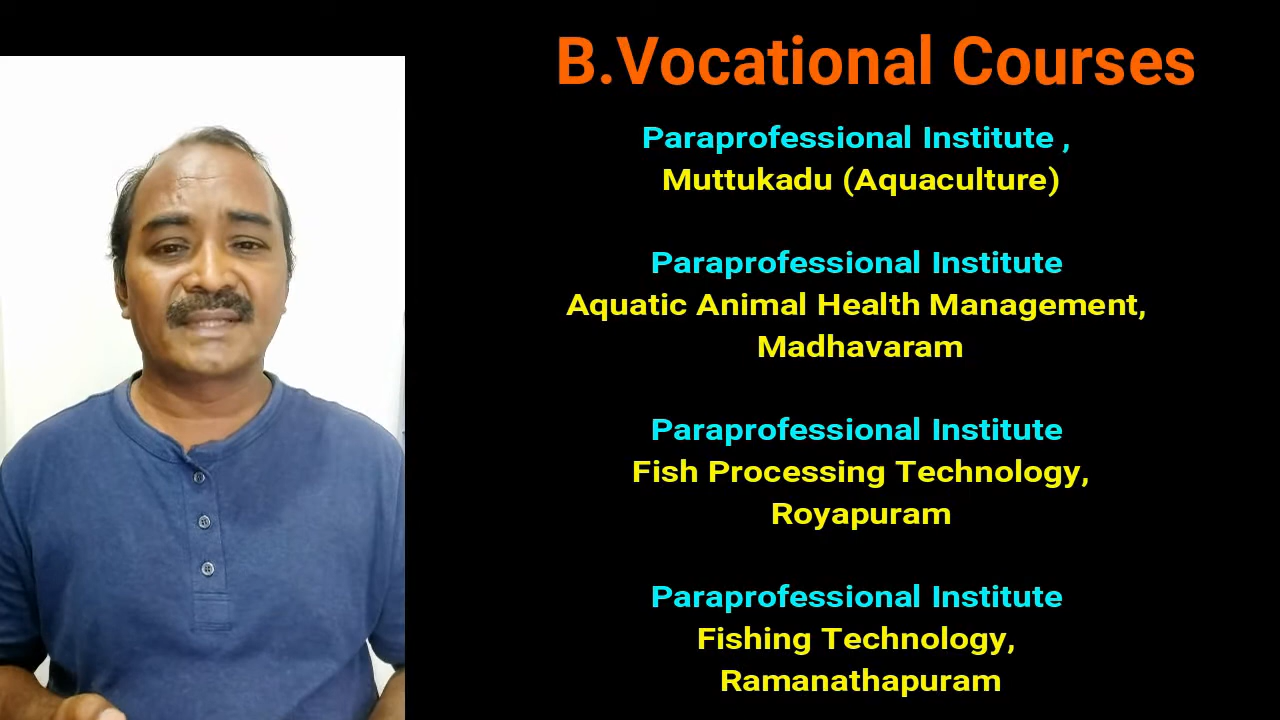 B.Vocational Courses
Paraprofessional Institute ,
Muttukadu (Aquaculture)
Paraprofessional Institute
Aquatic Animal Health Management,
Madhavaram
Paraprofessional Institute
Fish Processing Technology,
Royapuram
Paraprofessional Institute
Fishing Technology,
Ramanathapuram